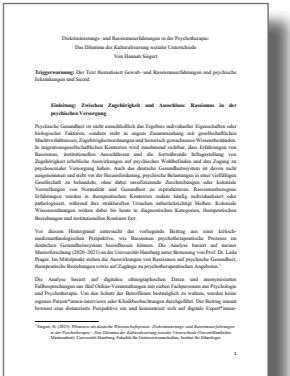 Diskriminierungs- und Rassismuserfahrungen in der Psychotherapie:
Das Dilemma der Kulturalisierung sozialer Unterschiede
Von Hannah Siegert
Triggerwarnung: Der Text thematisiert Gewalt- und Rassismuserfahrungen und psychische
Erkrankungen und Suizid.
Einleitung: Zwischen Zugehörigkeit und Ausschluss: Rassismus in der
psychischen Versorgung
Psychische Gesundheit ist nicht ausschließlich das Ergebnis individueller Eigenschaften oder
biologischer Faktoren, sondern steht in engem Zusammenhang mit gesellschaftlichen
Machtverhältnissen, Zugehörigkeitsordnungen und historisch gewachsenen Wissensbeständen.
In migrationsgesellschaftlichen Kontexten wird zunehmend sichtbar, dass Erfahrungen von
Rassismus, institutionellen Ausschlüssen und die fortwährende Infragestellung von
Zugehörigkeit erhebliche Auswirkungen auf psychisches Wohlbefinden und den Zugang zu
psychosozialer Versorgung haben. Auch das deutsche Gesundheitssystem ist davon nicht
ausgenommen und steht vor der Herausforderung, psychische Belastungen in einer vielfältigen
Gesellschaft zu behandeln, ohne dabei essentialisierende Zuschreibungen oder koloniale
Vorstellungen von Normalität und Gesundheit zu reproduzieren. Rassismusbezogene
Erfahrungen werden in therapeutischen Kontexten zudem häufig individualisiert oder
pathologisiert, während ihre strukturellen Ursachen unberücksichtigt bleiben. Koloniale
Wissensordnungen wirken dabei bis heute in diagnostischen Kategorien, therapeutischen
Beziehungen und institutionellen Routinen fort.
Vor diesem Hintergrund untersucht der vorliegende Beitrag aus einer kritisch-
medizinethnologischen Perspektive, wie Rassismen psychotherapeutische Prozesse im
deutschen Gesundheitssystem beeinflussen können. Die Analyse basiert auf meiner
Masterforschung (2020–2021) an der Universität Hamburg unter Betreuung von Prof. Dr. Laila
Prager. Im Mittelpunkt stehen die Auswirkungen von Rassismen auf psychische Gesundheit,
therapeutische Beziehungen sowie auf Zugänge zu psychotherapeutischen Angeboten.¹
Die Analyse basiert auf digitalen ethnographischen Daten und anonymisierten
Fallbesprechungen aus fünf Online-Veranstaltungen mit sieben Fachpersonen aus Psychologie
und Psychotherapie. Um den Schutz der Betroffenen bestmöglich zu wahren, wurden keine
eigenen Patient*innen-interviews oder Klinikbeobachtungen durchgeführt. Der Beitrag nimmt
bewusst eine distanzierte Perspektive ein und konzentriert sich auf digitale Expert*innen-
¹ Siegert, H. (2023).
Rassismuserfahrungen
in der Psychotherapie - Das Dilemma der Kulturalisierung sozialer Unterschiede
Masterarbeit). Universität Hamburg, Fakultät für Geisteswissenschaften, Institut für Ethnologie.
1